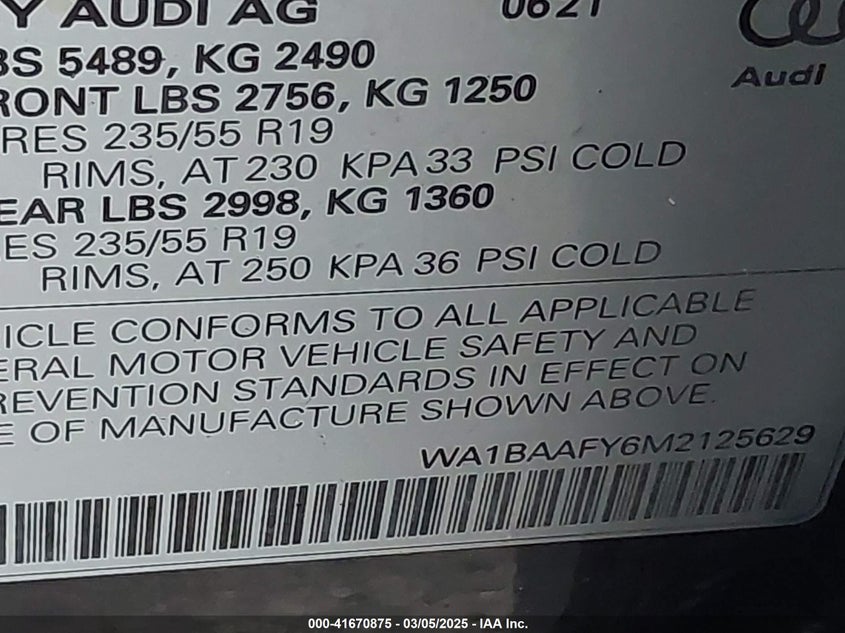 Y AUDI AG 0621
BS 5489, KG 2490
Audi
RONT LBS 2756, KG 1250
RES 235/55 R19
RIMS, AT 230 KPA 33 PSI COLD
EAR LBS 2998, KG 1360
ES 235/55 R19
RIMS, AT 250 KPA 36 PSI COLD
ICLE CONFORMS TO ALL APPLICABLE
ERAL MOTOR VEHICLE SAFETY AND
REVENTION STANDARDS IN EFFECT ON
E OF MANUFACTURE SHOWN ABOVE.
WA1BAAFY6M2125629
000-41670875 — 03/05/2025 — IAA Inc.